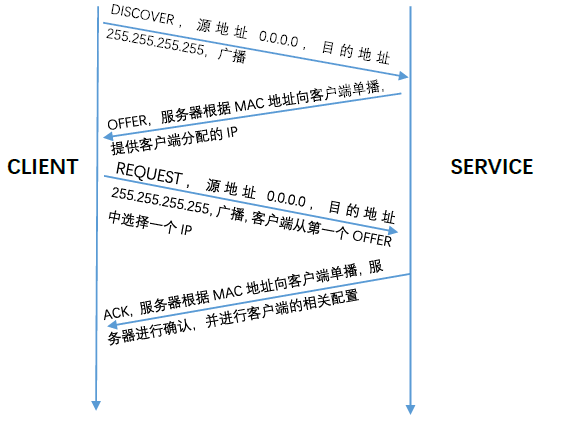 DISCOVER， 源地址 0.0.0.0， 目的地址
255.255.255.255，广播
OFFER，服务器根据 MAC 地址向客户端单播，
提供客户端分配的 IP
CLIENT
SERVICE
REQUEST， 源地址 0.0.0.0， 目的地址
255.255.255.255, 广播, 客户端从第一个 OFFER
中选择一个 IP
ACK, 服务器根据 MAC 地址向客户端单播，服
务器进行确认，并进行客户端的相关配置